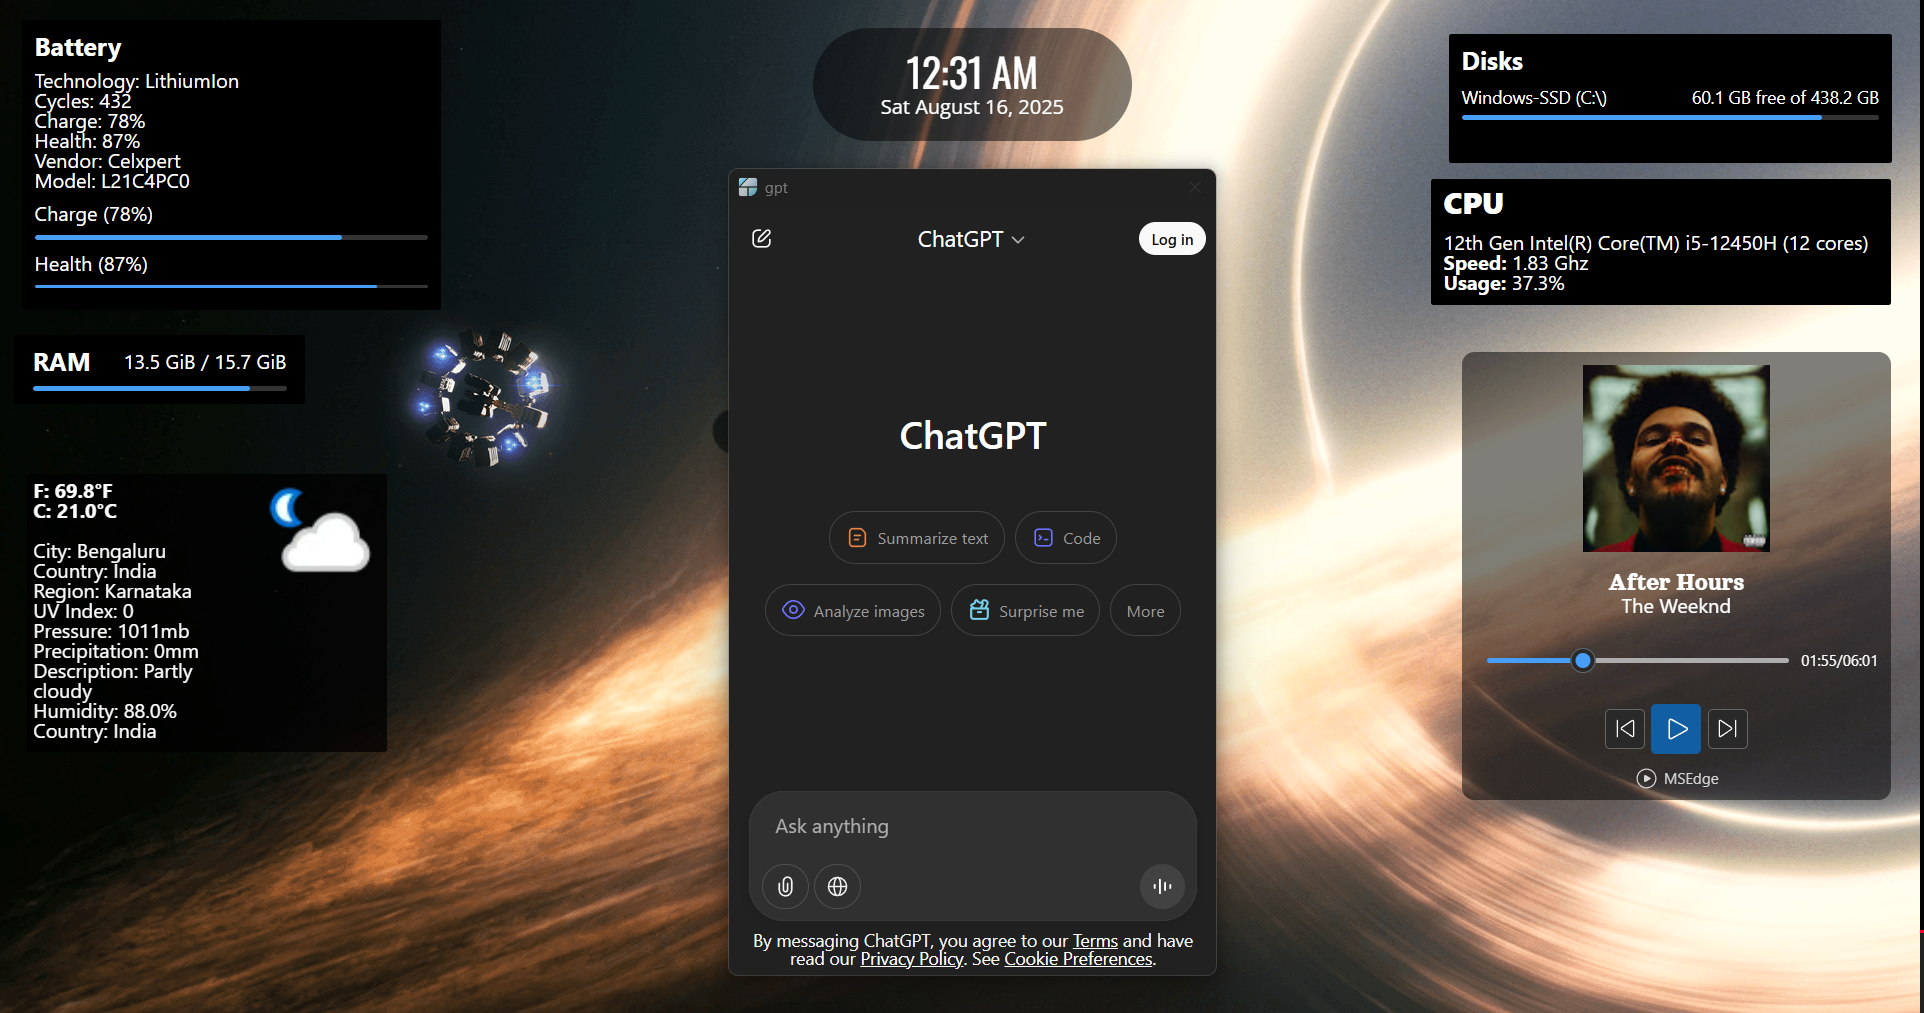 Battery
Technology: LithiumIon
Cycles: 432
Charge: 78%
Health: 87%
Vendor: Celxpert
Model: L21C4PC0
Charge (78%)
Health (87%)
RAM 13.5 GiB / 15.7 GiB
F: 69.8°F
C: 21.0°C
City: Bengaluru
Country: India
Region: Karnataka
UV Index: 0
Pressure: 1011mb
Precipitation: 0mm
Description: Partly
cloudy
Humidity: 88.0%
Country: India
12:31 AM
Sat August 16, 2025
gpt
ChatGPT
Log in
ChatGPT
Summarize text
Code
Analyze images
Surprise me
More
Ask anything
By messaging ChatGPT, you agree to our Terms and have
read our Privacy Policy. See Cookie Preferences.
Disks
Windows-SSD (C:\) 60.1 GB free of 438.2 GB
CPU
12th Gen Intel(R) Core(TM) i5-12450H (12 cores)
Speed: 1.83 Ghz
Usage: 37.3%
After Hours
The Weeknd
01:55/06:01
MSEdge